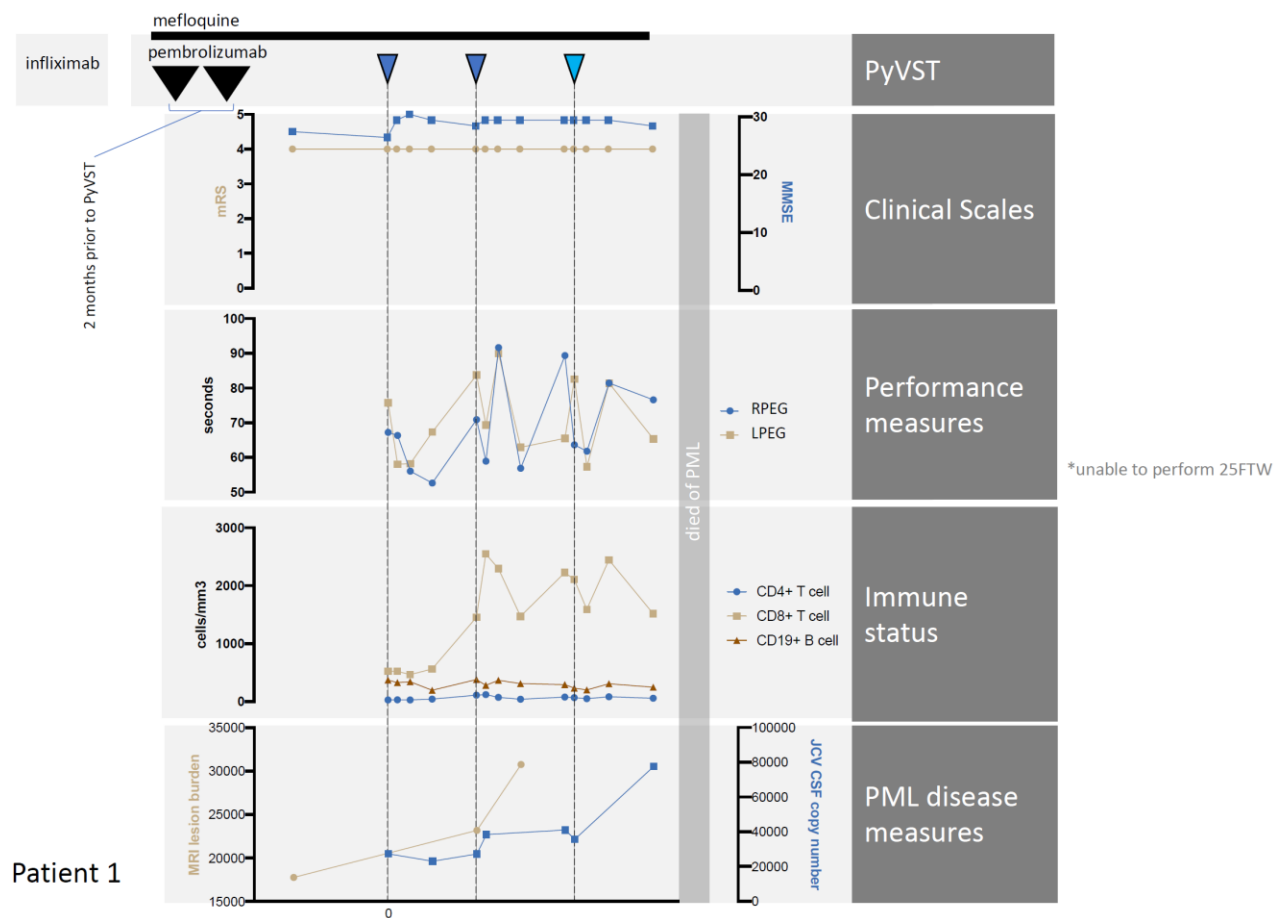 mefloquine
infliximab
pembrolizumab
PyVST
2 months prior to PyVST
5
4
3
2
1
0
mRS
30
20
10
0
MMSE
Clinical Scales
100
90
80
70
60
50
seconds
RPEG
LPEG
Performance
measures
*unable to perform 25FTW
died of PML
3000
2000
1000
0
cells/mm3
CD4+ T cell
CD8+ T cell
CD19+ B cell
Immune
status
35000
30000
25000
20000
15000
MRI lesion burden
100000
80000
60000
40000
20000
0
JCV CSF copy number
PML disease
measures
Patient 1
0